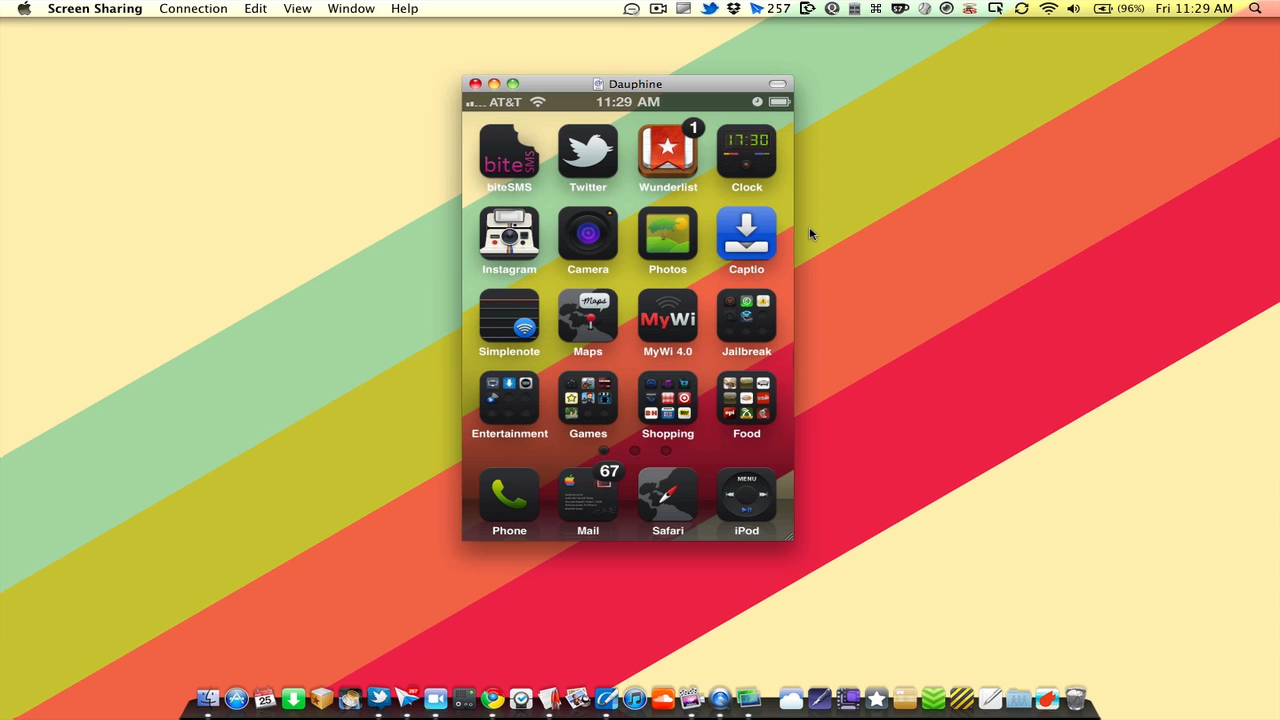 Screen Sharing Connection Edit View Window Help 257 (96%) Fri 11:29 AM
Dauphine
AT&T 11:29 AM
bite SMS 1 17:30
biteSMS Twitter Wunderlist Clock
Instagram Camera Photos Captio
Maps MyWi
Simplenote Maps MyWi 4.0 Jailbreak
Entertainment Games Shopping Food
67 MENU
Phone Mail Safari iPod
25